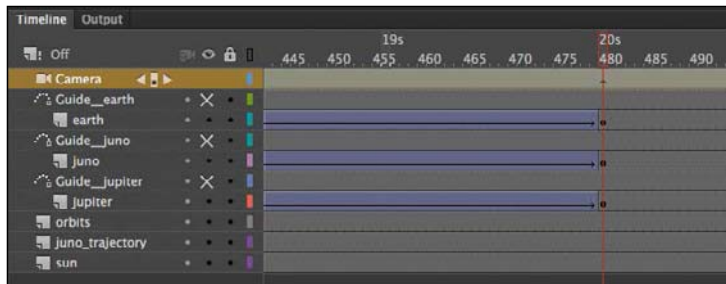 Timeline Output
19s 20s
Off 445 450 455 460 465 470 475 480 485 490
Camera
Guide__earth
earth
Guide__juno
juno
Guide__jupiter
jupiter
orbits
juno_trajectory
sun